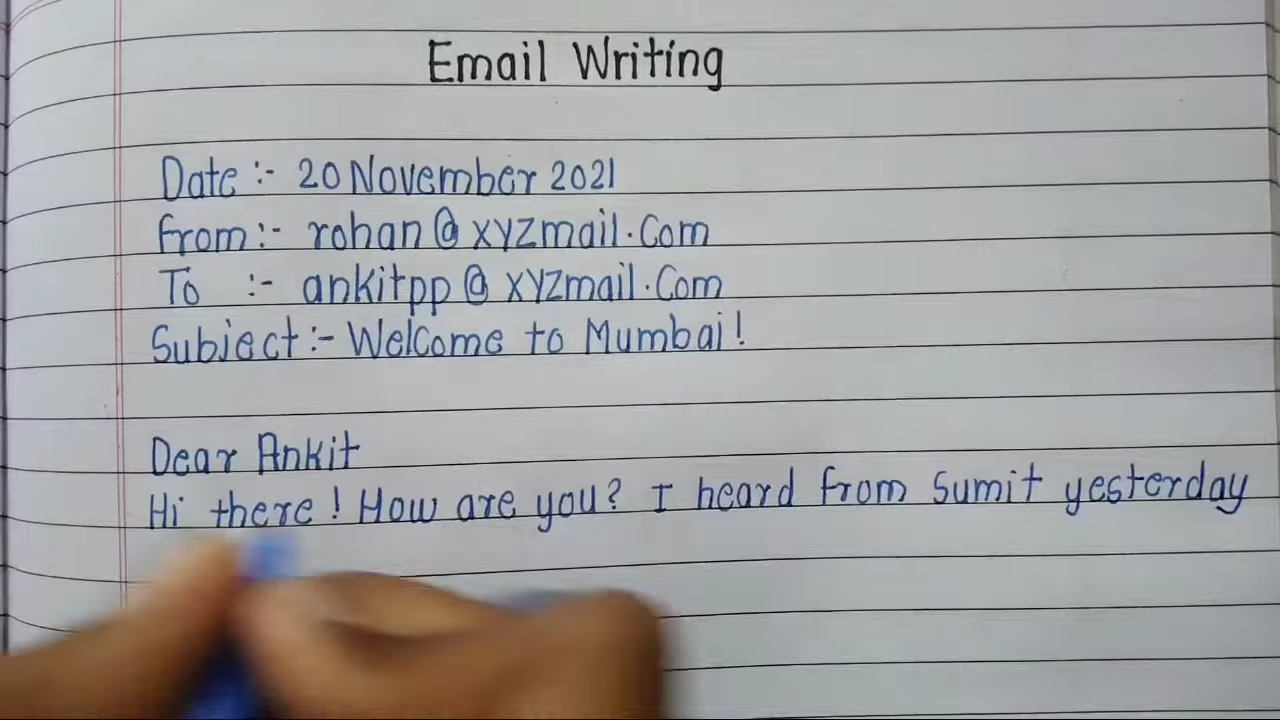 Email Writing
Date :- 20 November 2021
From :- rohan@xyzmail.Com
To :- ankitpp@xyzmail.Com
Subject :- Welcome to Mumbai!
Dear Ankit
Hi there! How are you? I heard from Sumit yesterday